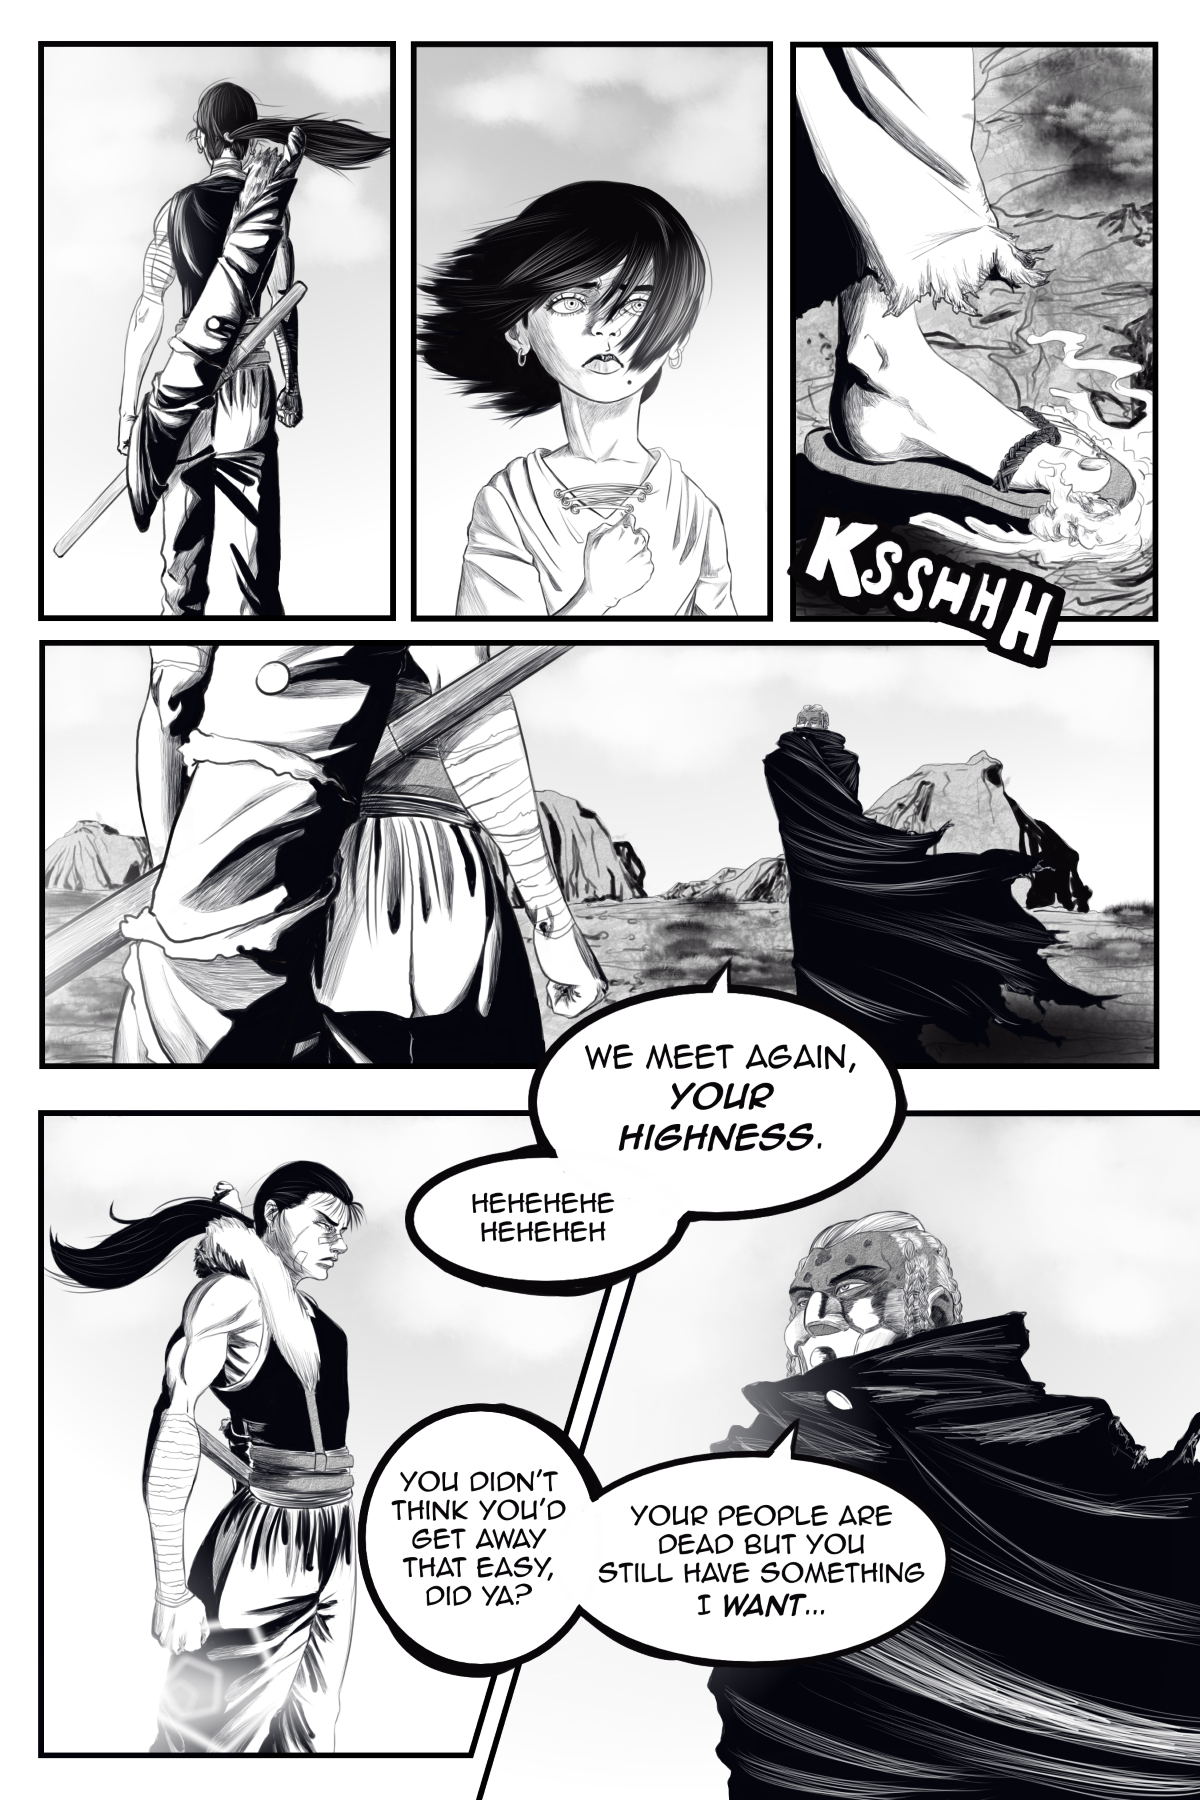 KSSHHH
WE MEET AGAIN,
YOUR
HIGHNESS.
HEHEHEHE
HEHEHEH
YOU DIDN'T
THINK YOU'D
GET AWAY
THAT EASY,
DID YA?
YOUR PEOPLE ARE
DEAD BUT YOU
STILL HAVE SOMETHING
I WANT...